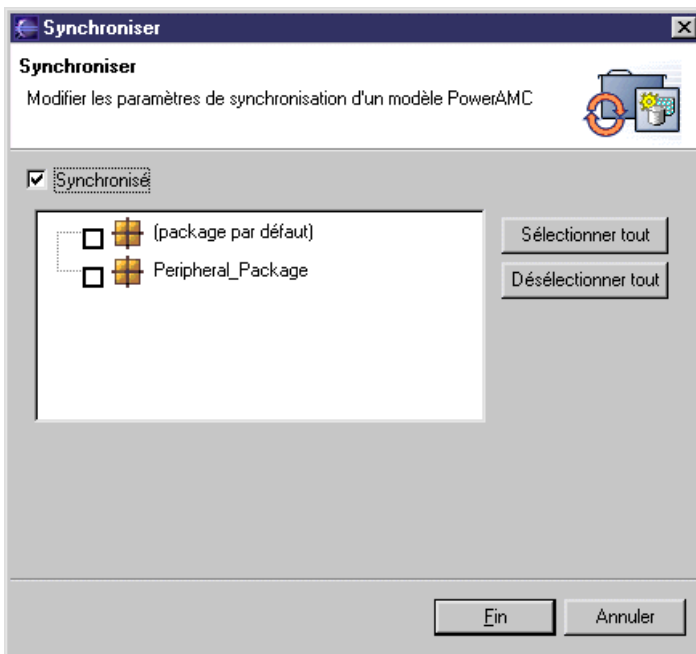 Synchroniser
Synchroniser
Modifier les paramètres de synchronisation d'un modèle PowerAMC
Synchronisé
(package par défaut)
Sélectionner tout
Peripheral_Package
Désélectionner tout
Fin
Annuler